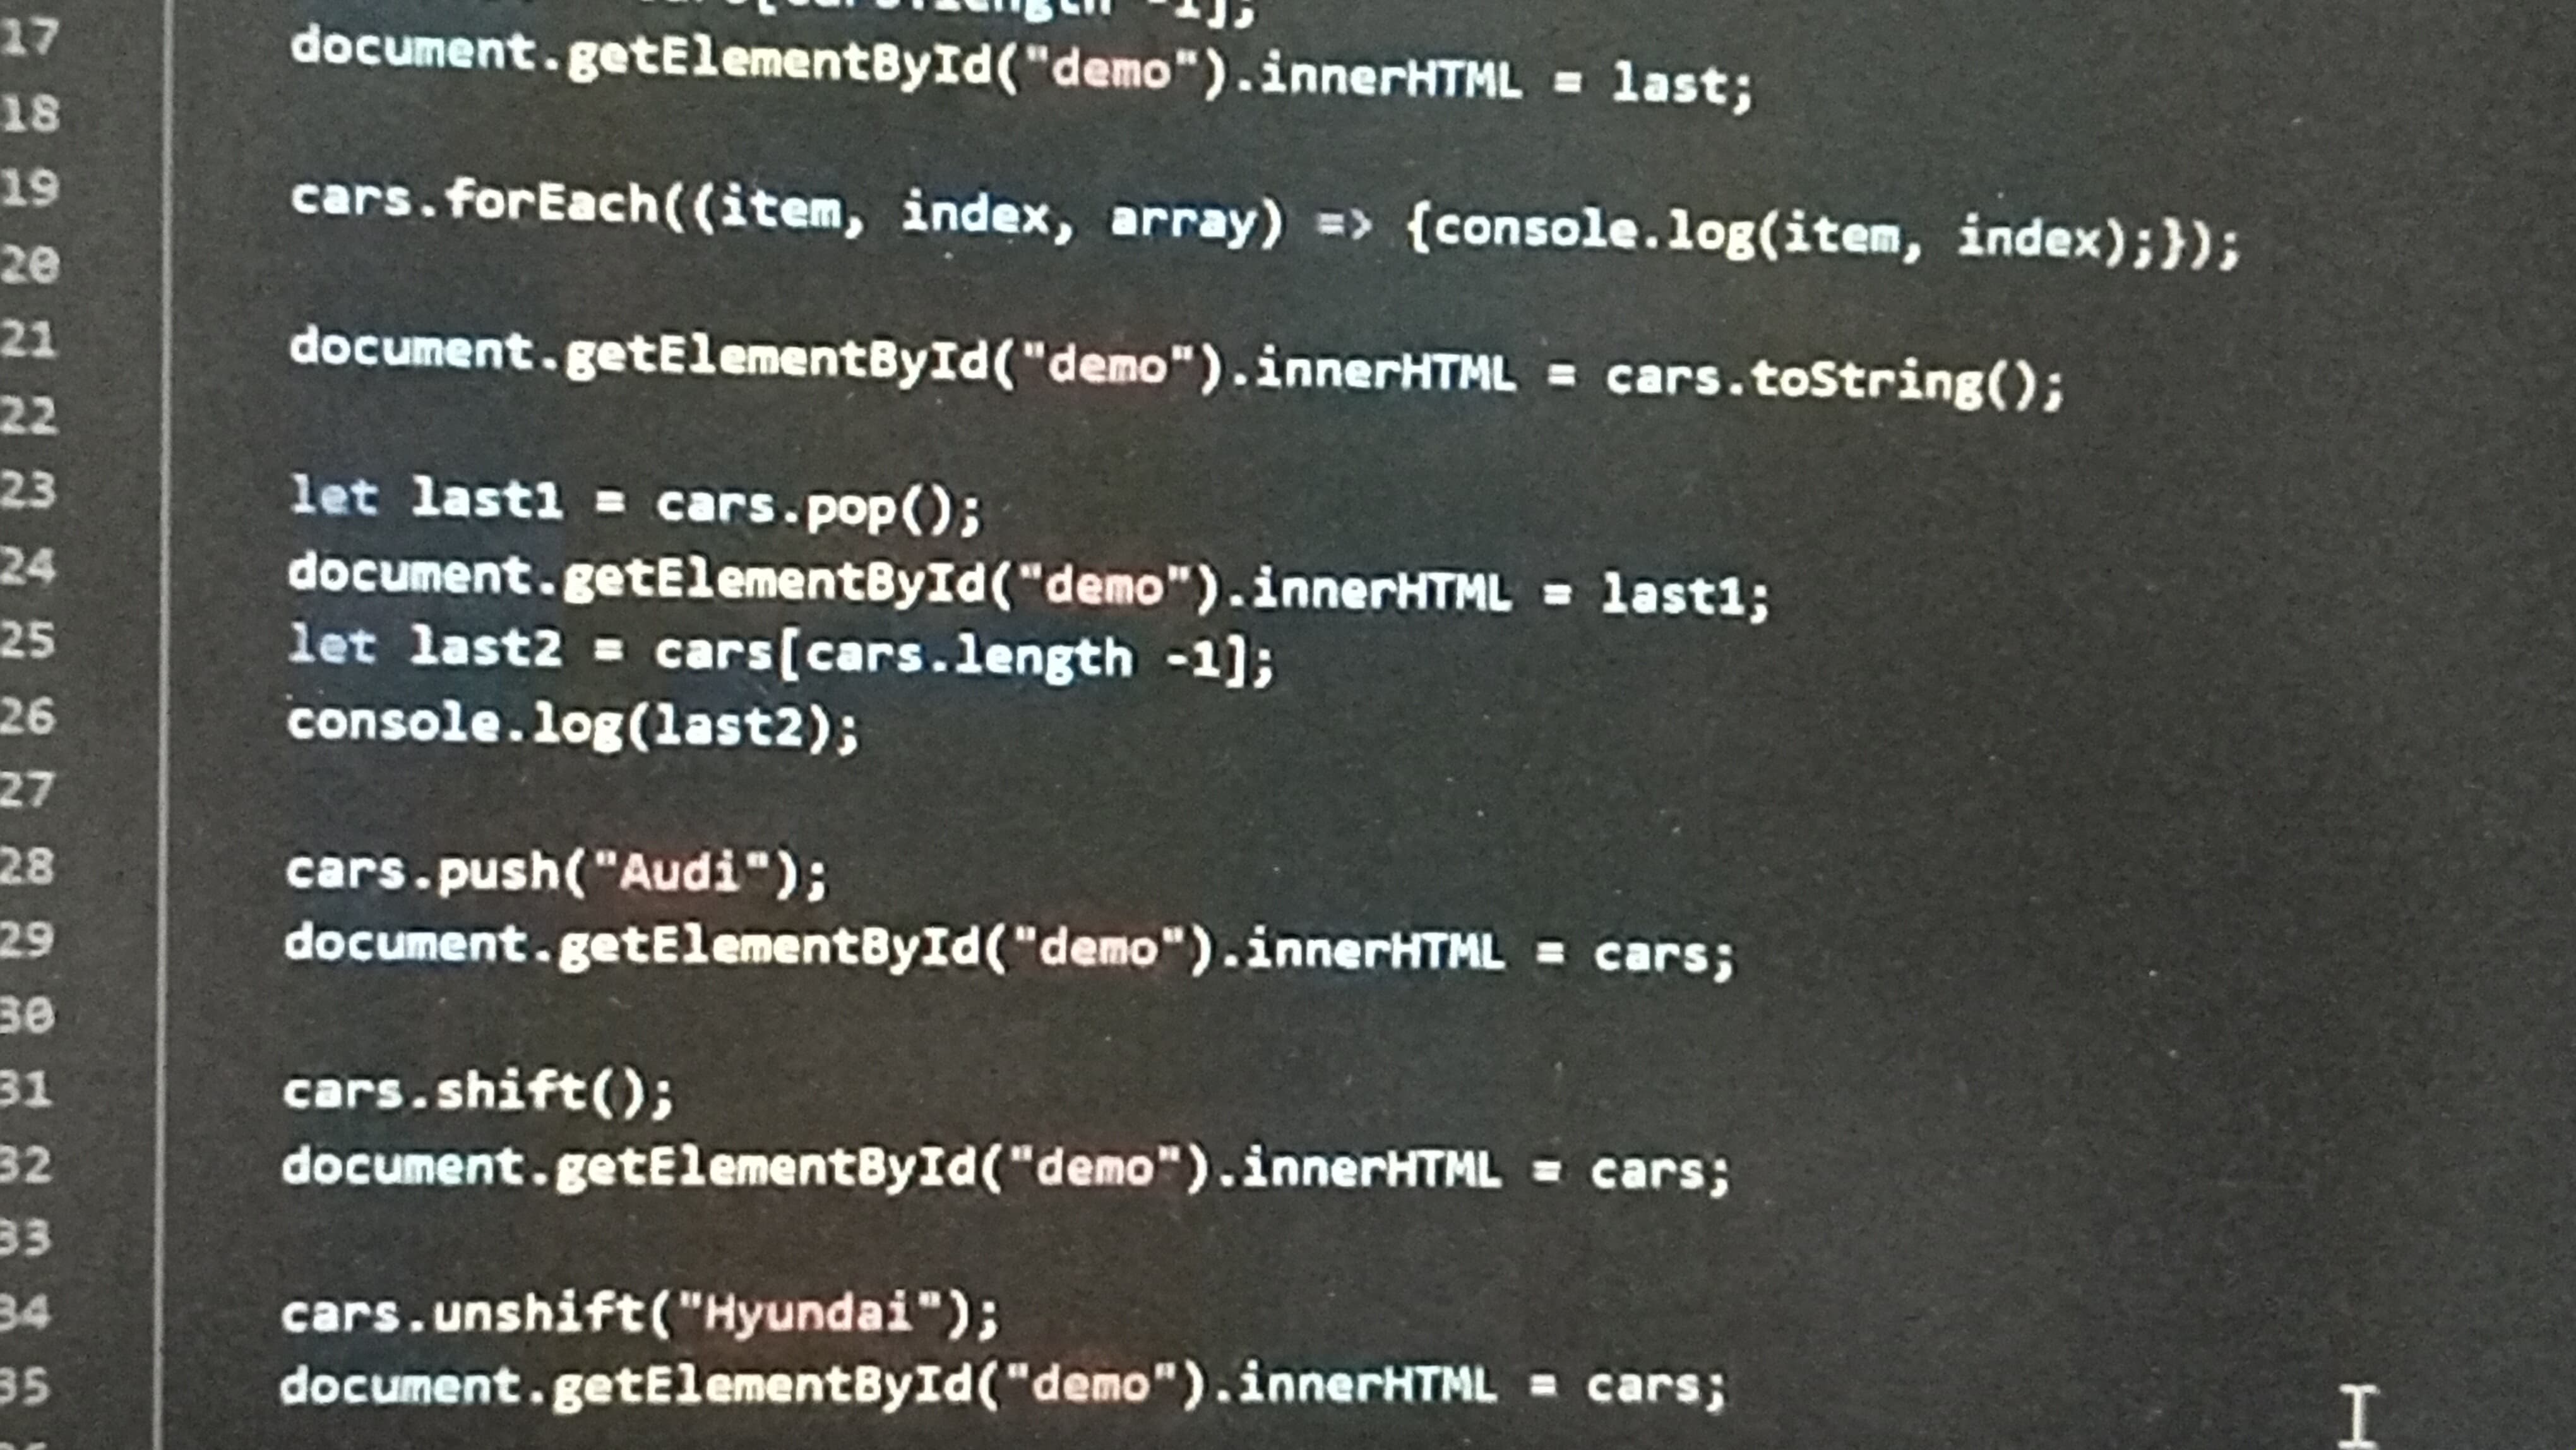 17 document.getElementById("demo").innerHTML = last;
18
19 cars.forEach((item, index, array) => {console.log(item, index);});
20
21 document.getElementById("demo").innerHTML = cars.toString();
22
23 let last1 = cars.pop();
24 document.getElementById("demo").innerHTML = last1;
25 let last2 = cars[cars.length -1];
26 console.log(last2);
27
28 cars.push("Audi");
29 document.getElementById("demo").innerHTML = cars;
30
31 cars.shift();
32 document.getElementById("demo").innerHTML = cars;
33
34 cars.unshift("Hyundai");
35 document.getElementById("demo").innerHTML = cars;